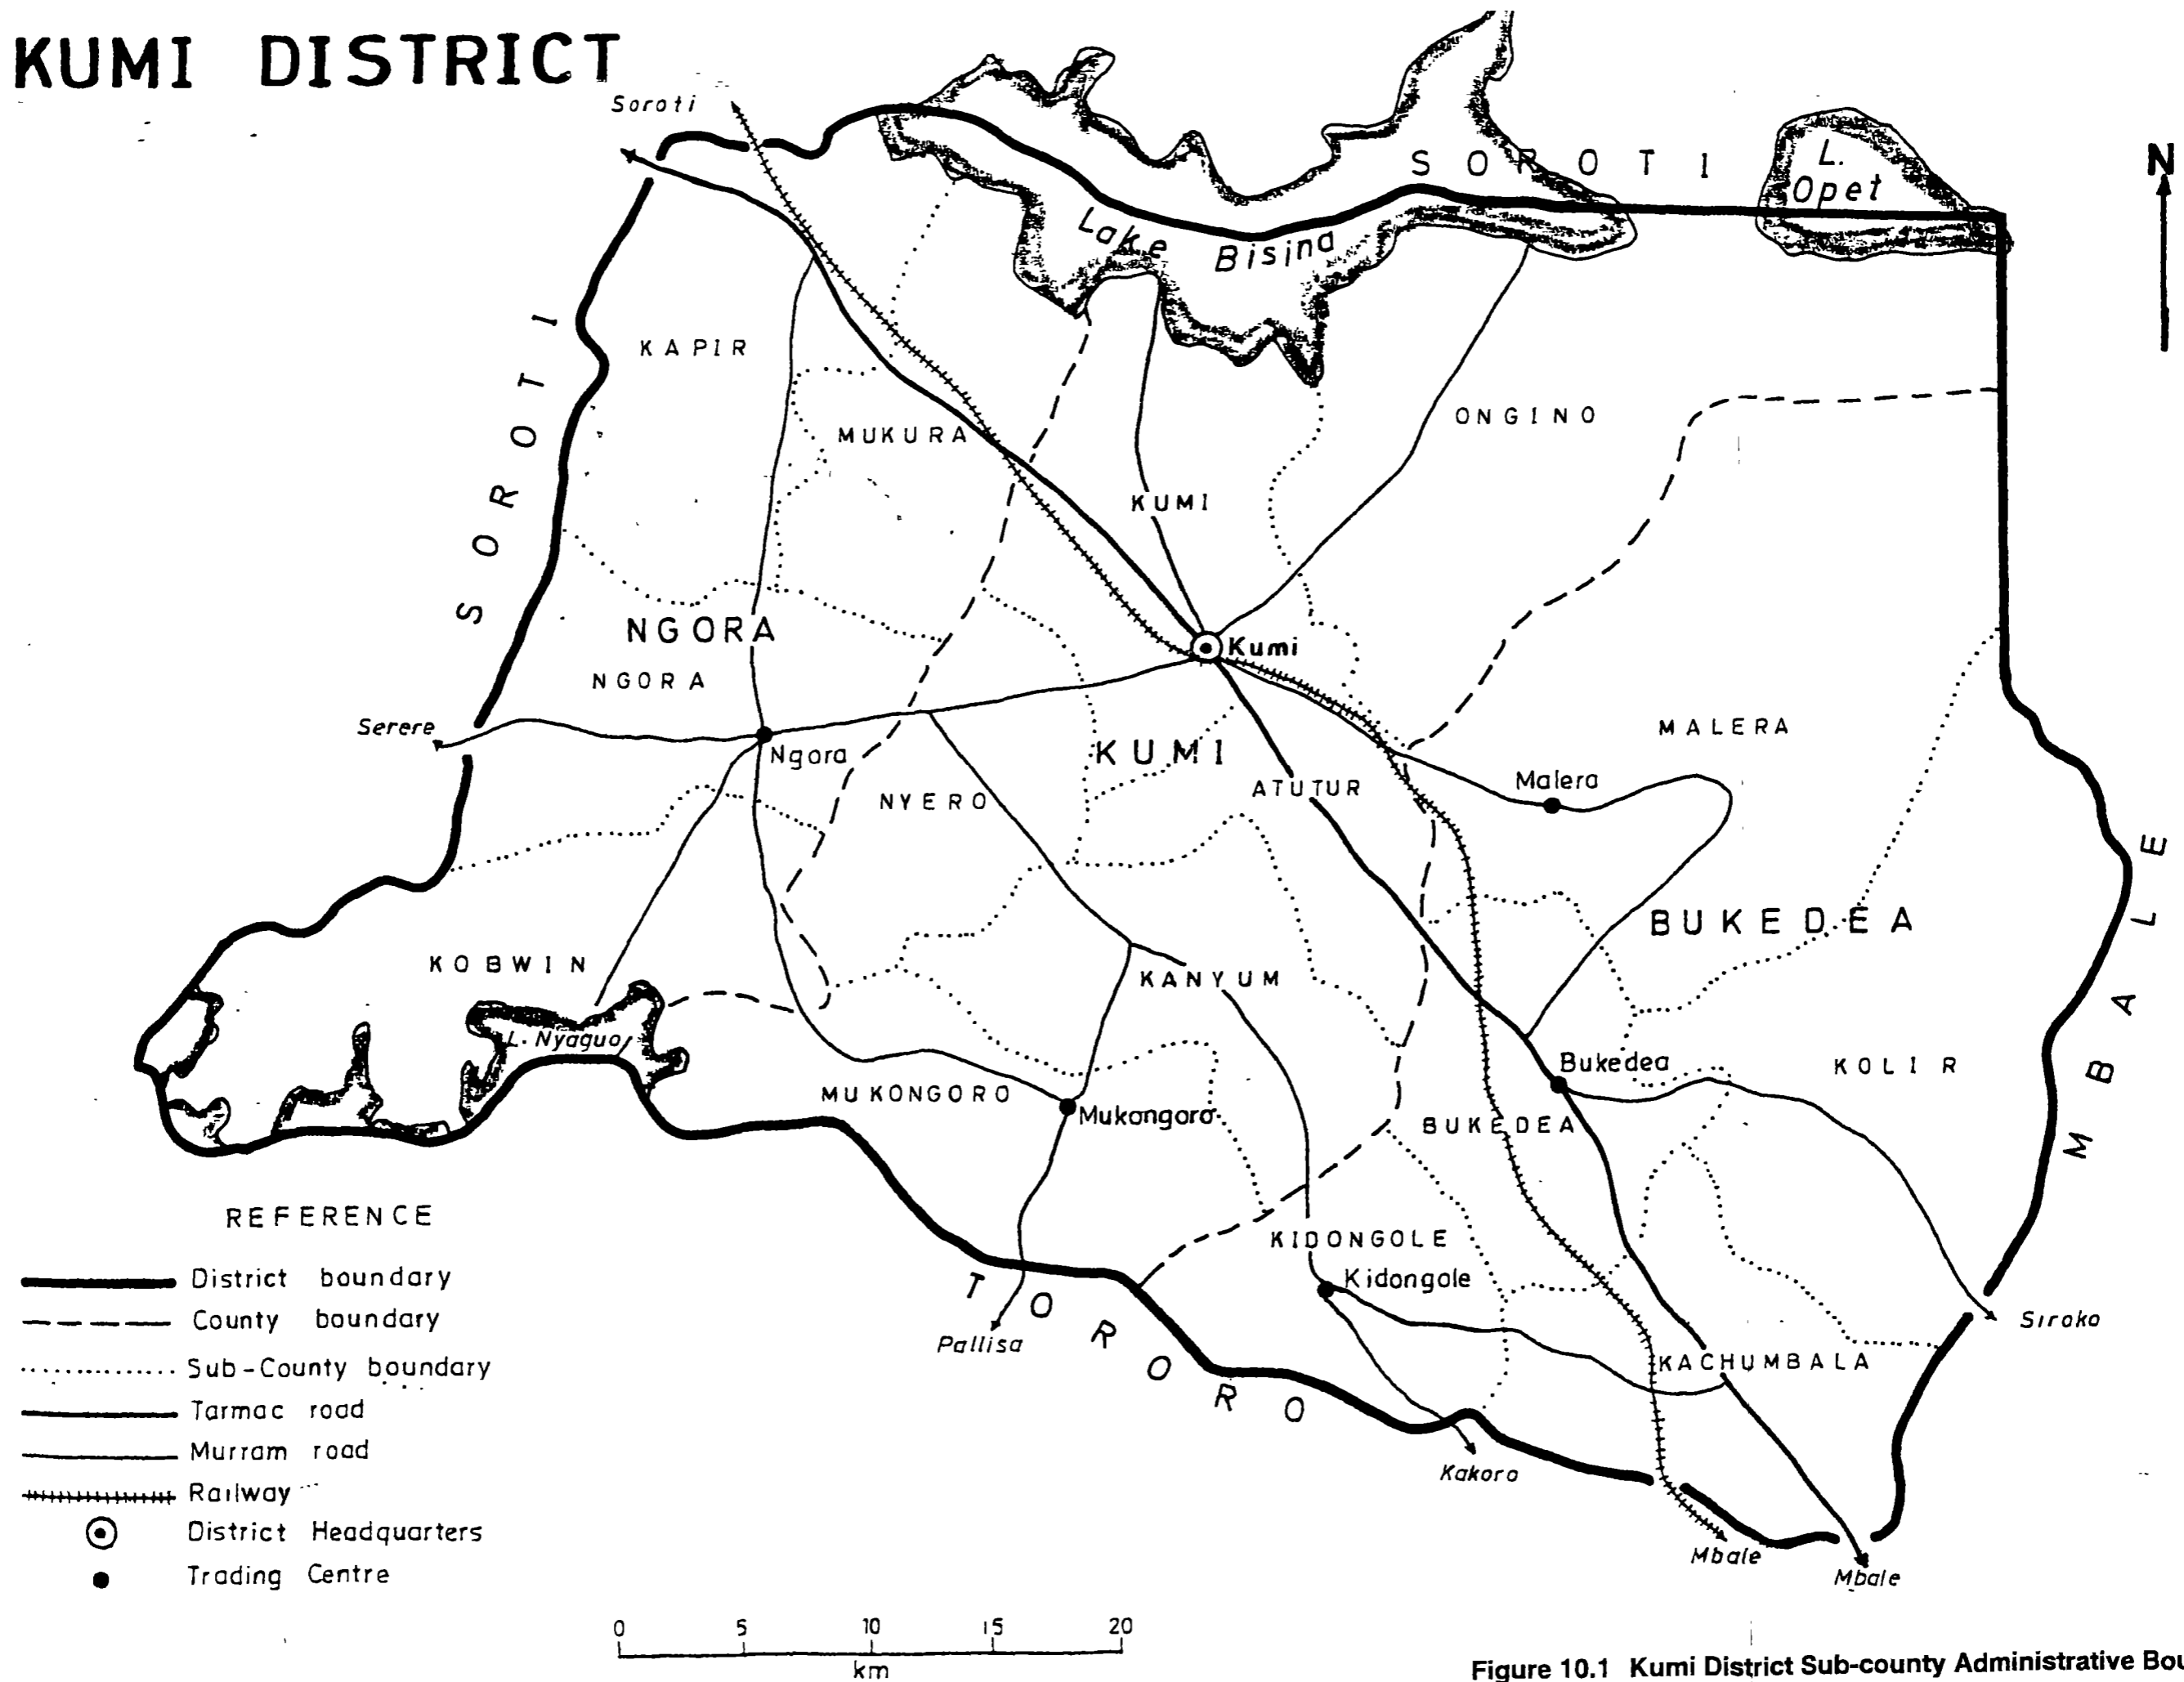 KUMI DISTRICT
Soroti
SOROTI
L.
Opet
N
Lake Bisina
SOROTI
KAPIR
ONGINO
MUKURA
KUMI
NGORA
Kumi
NGORA
Serere
Ngora
KUMI
MALERA
Malera
ATUTUR
NYERO
MBALE
BUKEDEA
KOBWIN
KANYUM
L. Nyaguo
Bukedea
KOLIR
MUKONGORO
Mukongoro
BUKEDEA
KIDONGOLE
Kidongole
TORORO
Pallisa
Siroko
KACHUMBALA
Kakoro
Mbale
Mbale
REFERENCE
District boundary
County boundary
Sub-County boundary
Tarmac road
Murram road
Railway
District Headquarters
Trading Centre
0 5 10 15 20
km
Figure 10.1 Kumi District Sub-county Administrative Bou